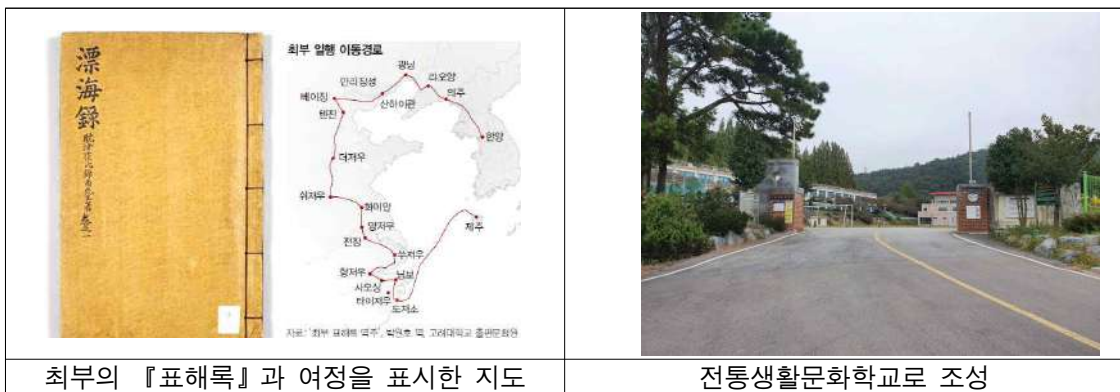 漂海錄
최부 일행 이동경로
광닝
만리장성
랴오양
베이징
산하이관
의주
톈진
한양
더저우
쉬저우
화이안
양저우
제주
전장
쑤저우
항저우
닝보
사오싱
타이저우
도저소
자료: '최부 표해록 역주', 박원호 역, 고려대학교 출판문화원
최부의 『표해록』과 여정을 표시한 지도
전통생활문화학교로 조성